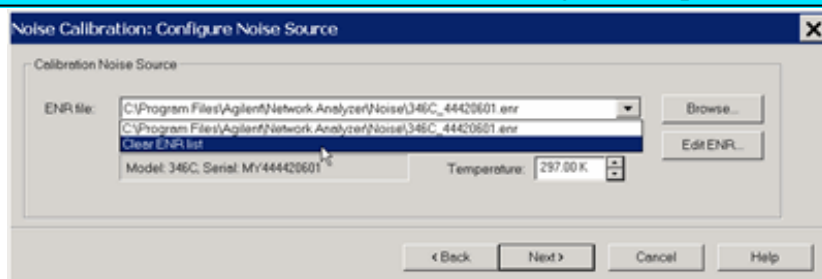 Noise Calibration: Configure Noise Source
Calibration Noise Source
ENR file:
C:\Program Files\Agilent\Network Analyzer\Noise\346C_44420601.enr
Browse...
C:\Program Files\Agilent\Network Analyzer\Noise\346C_44420601.enr
Clear ENR list
Edit ENR...
Model: 346C, Serial: MY444420601
Temperature:
297.00 K
< Back
Next >
Cancel
Help